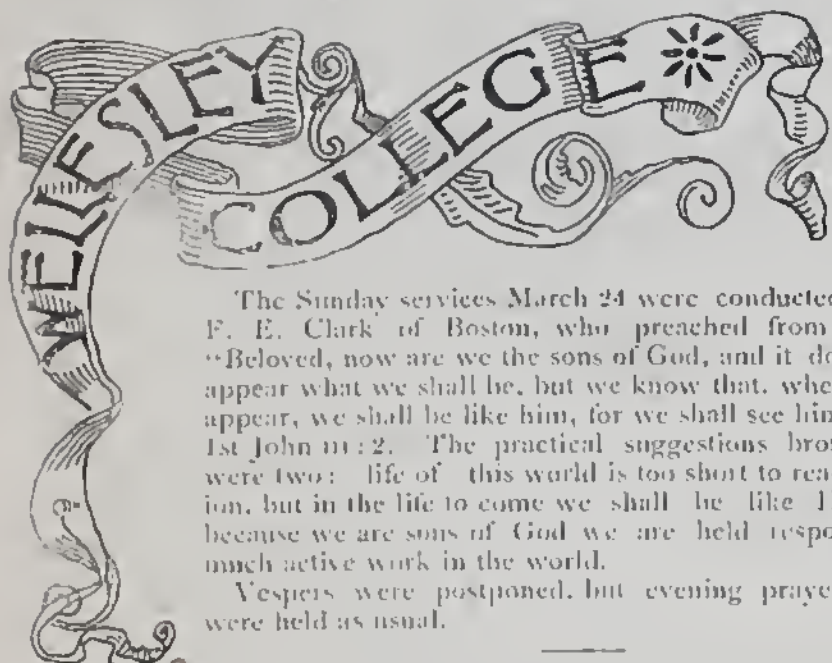 WELLESLEY
COLLEGE
The Sunday services March 24 were conducted
F. E. Clark of Boston, who preached from
"Beloved, now are we the sons of God, and it do
appear what we shall be, but we know that, whe
appear, we shall be like him, for we shall see him
1st John III: 2. The practical suggestions bro
were two: life of this world is too short to rea
ion, but in the life to come we shall be like
because we are sons of God we are held respo
much active work in the world.
Vespers were postponed, but evening praye
were held as usual.